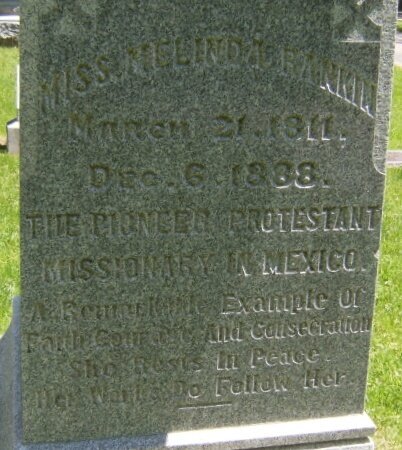 MISS. MELINDA RANKIN
March 21. 1811.
Dec. 6. 1888.
THE PIONEER PROTESTANT
MISSIONARY IN MEXICO.
A Remarkable Example Of
Faith Courage And Consecration
She Rests In Peace.
Her Works Do Follow Her.